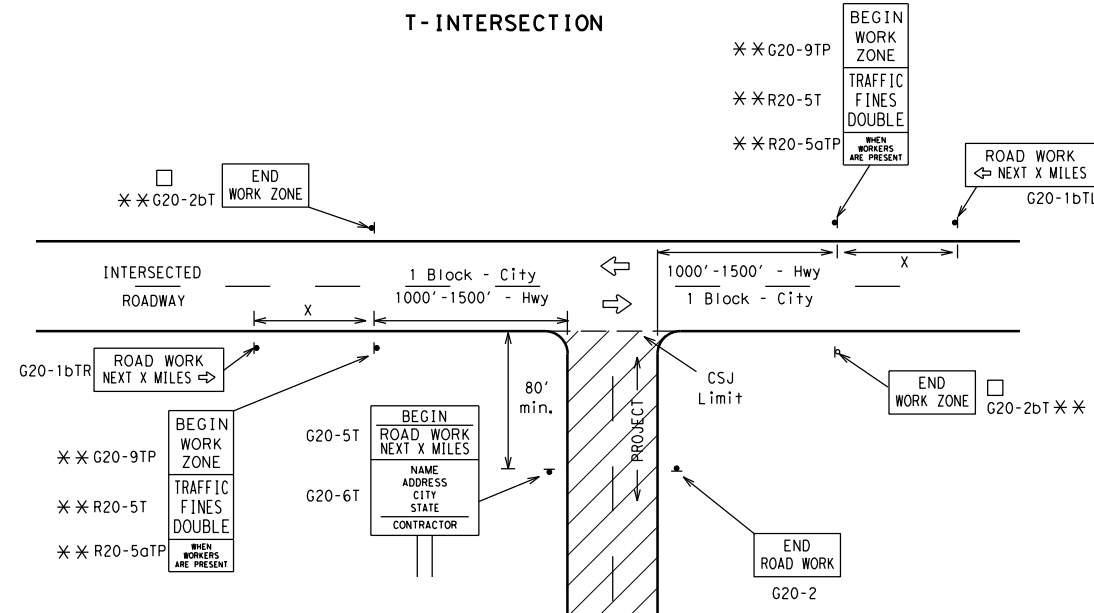 T-INTERSECTION
BEGIN
WORK
ZONE
TRAFFIC
FINES
DOUBLE
WHEN
WORKERS
ARE PRESENT
**G20-9TP
**R20-5T
**R20-5aTP
ROAD WORK
⇦ NEXT X MILES
G20-1bTL
END
WORK ZONE
□
**G20-2bT
INTERSECTED
ROADWAY
1 Block - City
1000'-1500' - Hwy
X
1000'-1500' - Hwy
1 Block - City
X
G20-1bTR
ROAD WORK
NEXT X MILES ⇨
80'
min.
CSJ
Limit
PROJECT
END
WORK ZONE
□
G20-2bT **
BEGIN
WORK
ZONE
TRAFFIC
FINES
DOUBLE
WHEN
WORKERS
ARE PRESENT
**G20-9TP
**R20-5T
**R20-5aTP
G20-5T
BEGIN
ROAD WORK
NEXT X MILES
G20-6T
NAME
ADDRESS
CITY
STATE
CONTRACTOR
END
ROAD WORK
G20-2